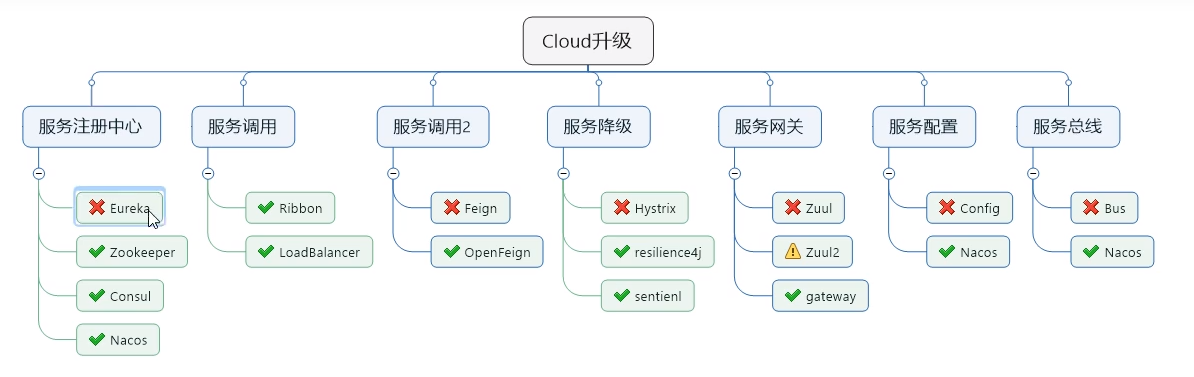 Cloud升级
服务注册中心
服务调用
服务调用2
服务降级
服务网关
服务配置
服务总线
Eureka
Ribbon
Feign
Hystrix
Zuul
Config
Bus
Zookeeper
LoadBalancer
OpenFeign
resilience4j
Zuul2
Nacos
Nacos
Consul
sentienl
gateway
Nacos